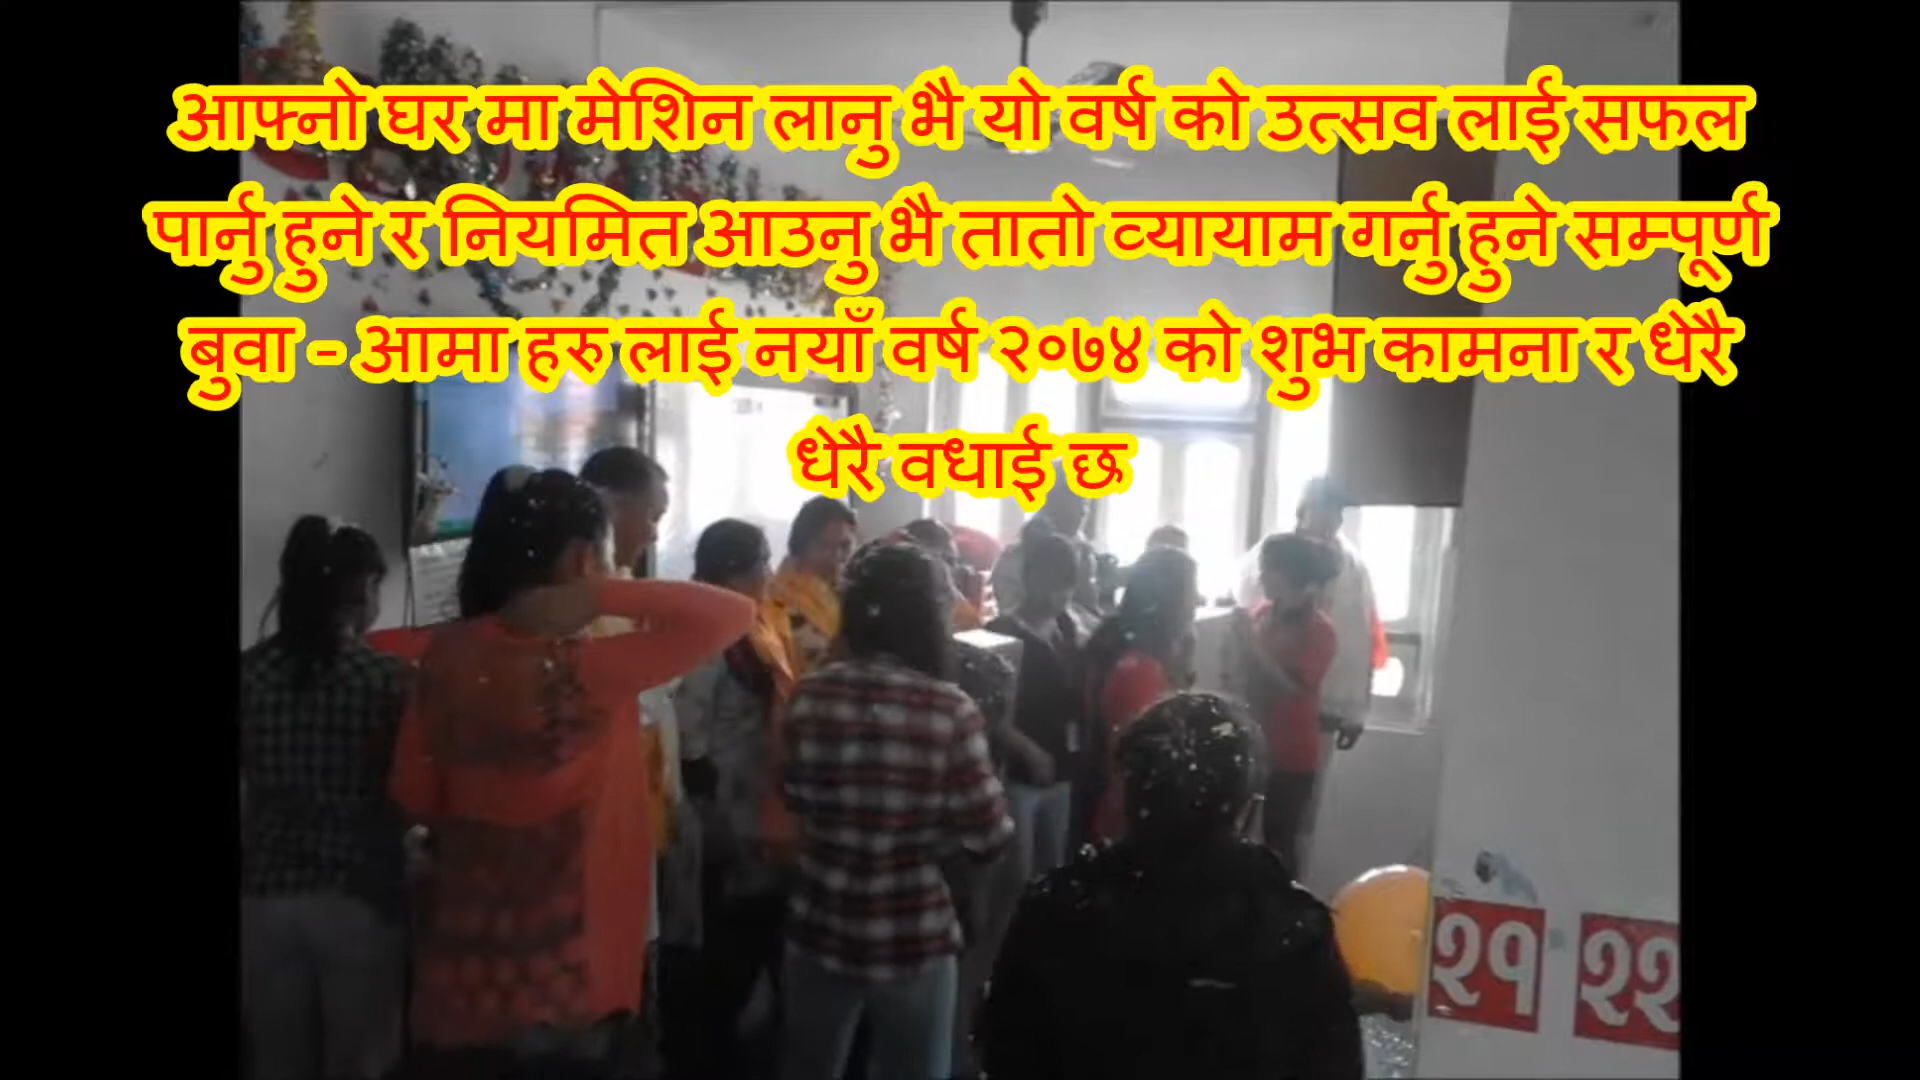 आफ्नो घर मा मेशिन लानु भै यो वर्ष को उत्सव लाई सफल
पार्नु हुने र नियमित आउनु भै तातो व्यायाम गर्नु हुने सम्पूर्ण
बुवा - आमा हरु लाई नयाँ वर्ष २०७४ को शुभ कामना र धेरै
धेरै वधाई छ
२१ २२